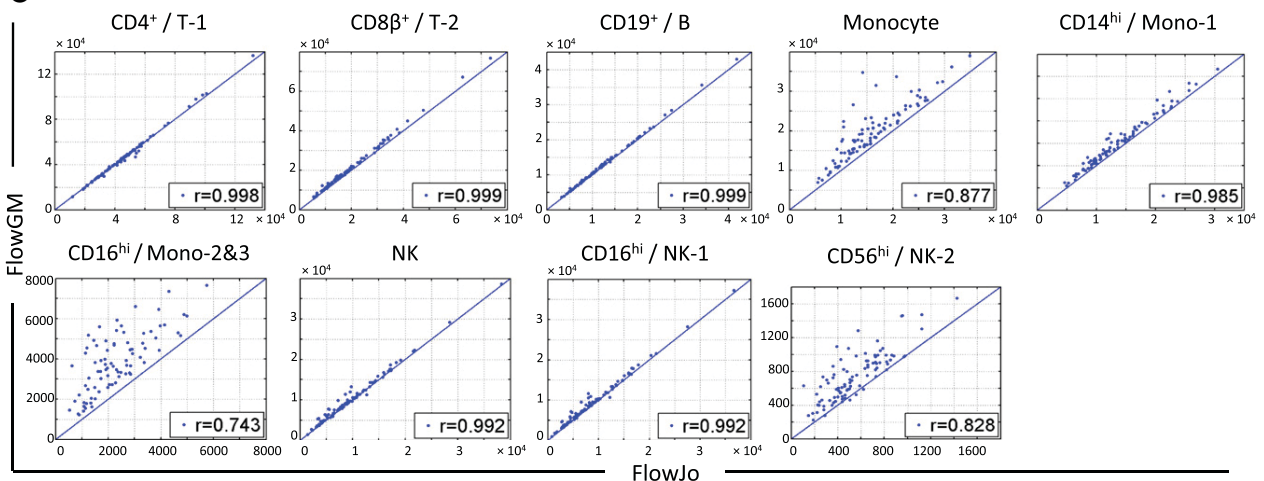 CD4⁺ / T-1
× 10⁴
12
8
4
0
r=0.998
0 4 8 12 × 10⁴
CD8β⁺ / T-2
× 10⁴
6
4
2
0
r=0.999
0 2 4 6 × 10⁴
CD19⁺ / B
× 10⁴
4
3
2
1
0
r=0.999
0 1 2 3 4 × 10⁴
Monocyte
× 10⁴
3
2
1
0
r=0.877
0 1 2 3 × 10⁴
CD14ʰⁱ / Mono-1
r=0.985
0 1 2 3 × 10⁴
FlowGM
CD16ʰⁱ / Mono-2&3
8000
6000
4000
2000
0
r=0.743
0 2000 4000 6000 8000
NK
× 10⁴
3
2
1
0
r=0.992
0 1 2 3 × 10⁴
CD16ʰⁱ / NK-1
× 10⁴
3
2
1
0
r=0.992
0 1 2 3 × 10⁴
CD56ʰⁱ / NK-2
1600
1200
800
400
0
r=0.828
0 400 800 1200 1600
FlowJo